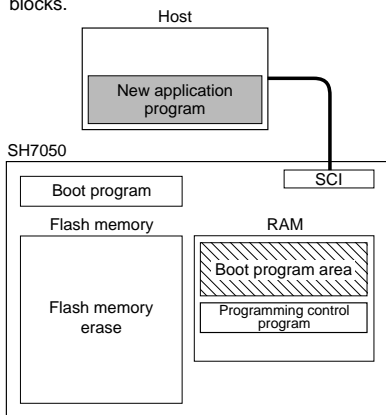 blocks.
Host
New application
program
SH7050
SCI
Boot program
Flash memory
RAM
Boot program area
Flash memory
erase
Programming control
program